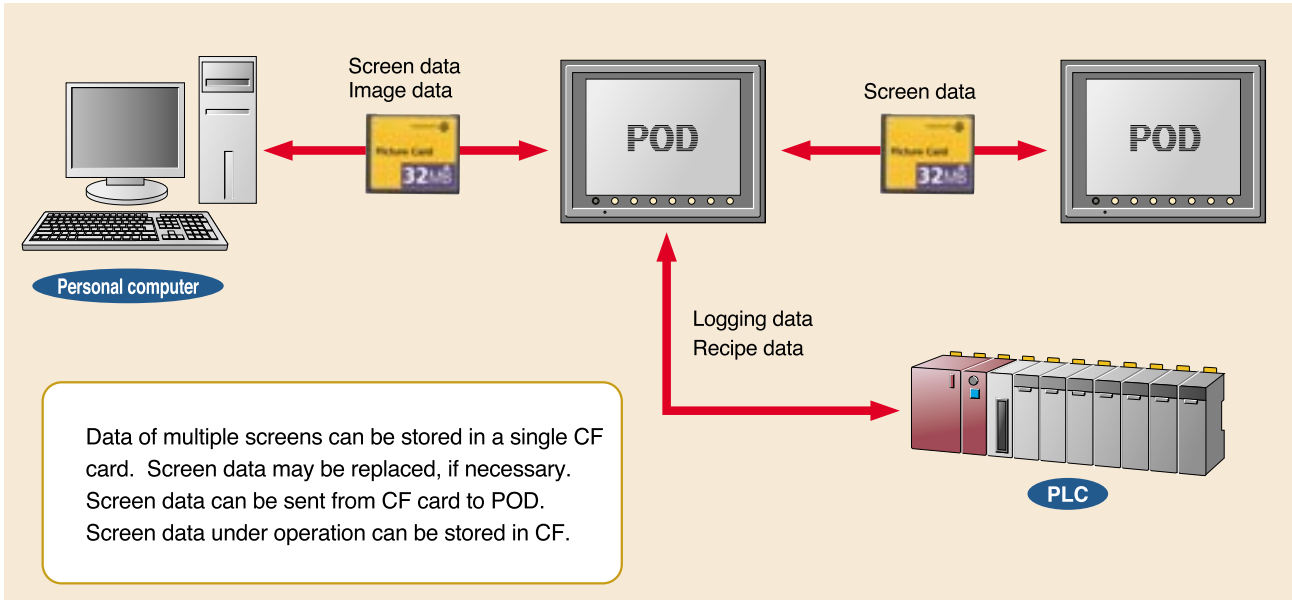 Screen data
Image data
Picture Card
32MB
POD
Screen data
Picture Card
32MB
POD
Personal computer
Logging data
Recipe data
Data of multiple screens can be stored in a single CF
card. Screen data may be replaced, if necessary.
Screen data can be sent from CF card to POD.
Screen data under operation can be stored in CF.
PLC